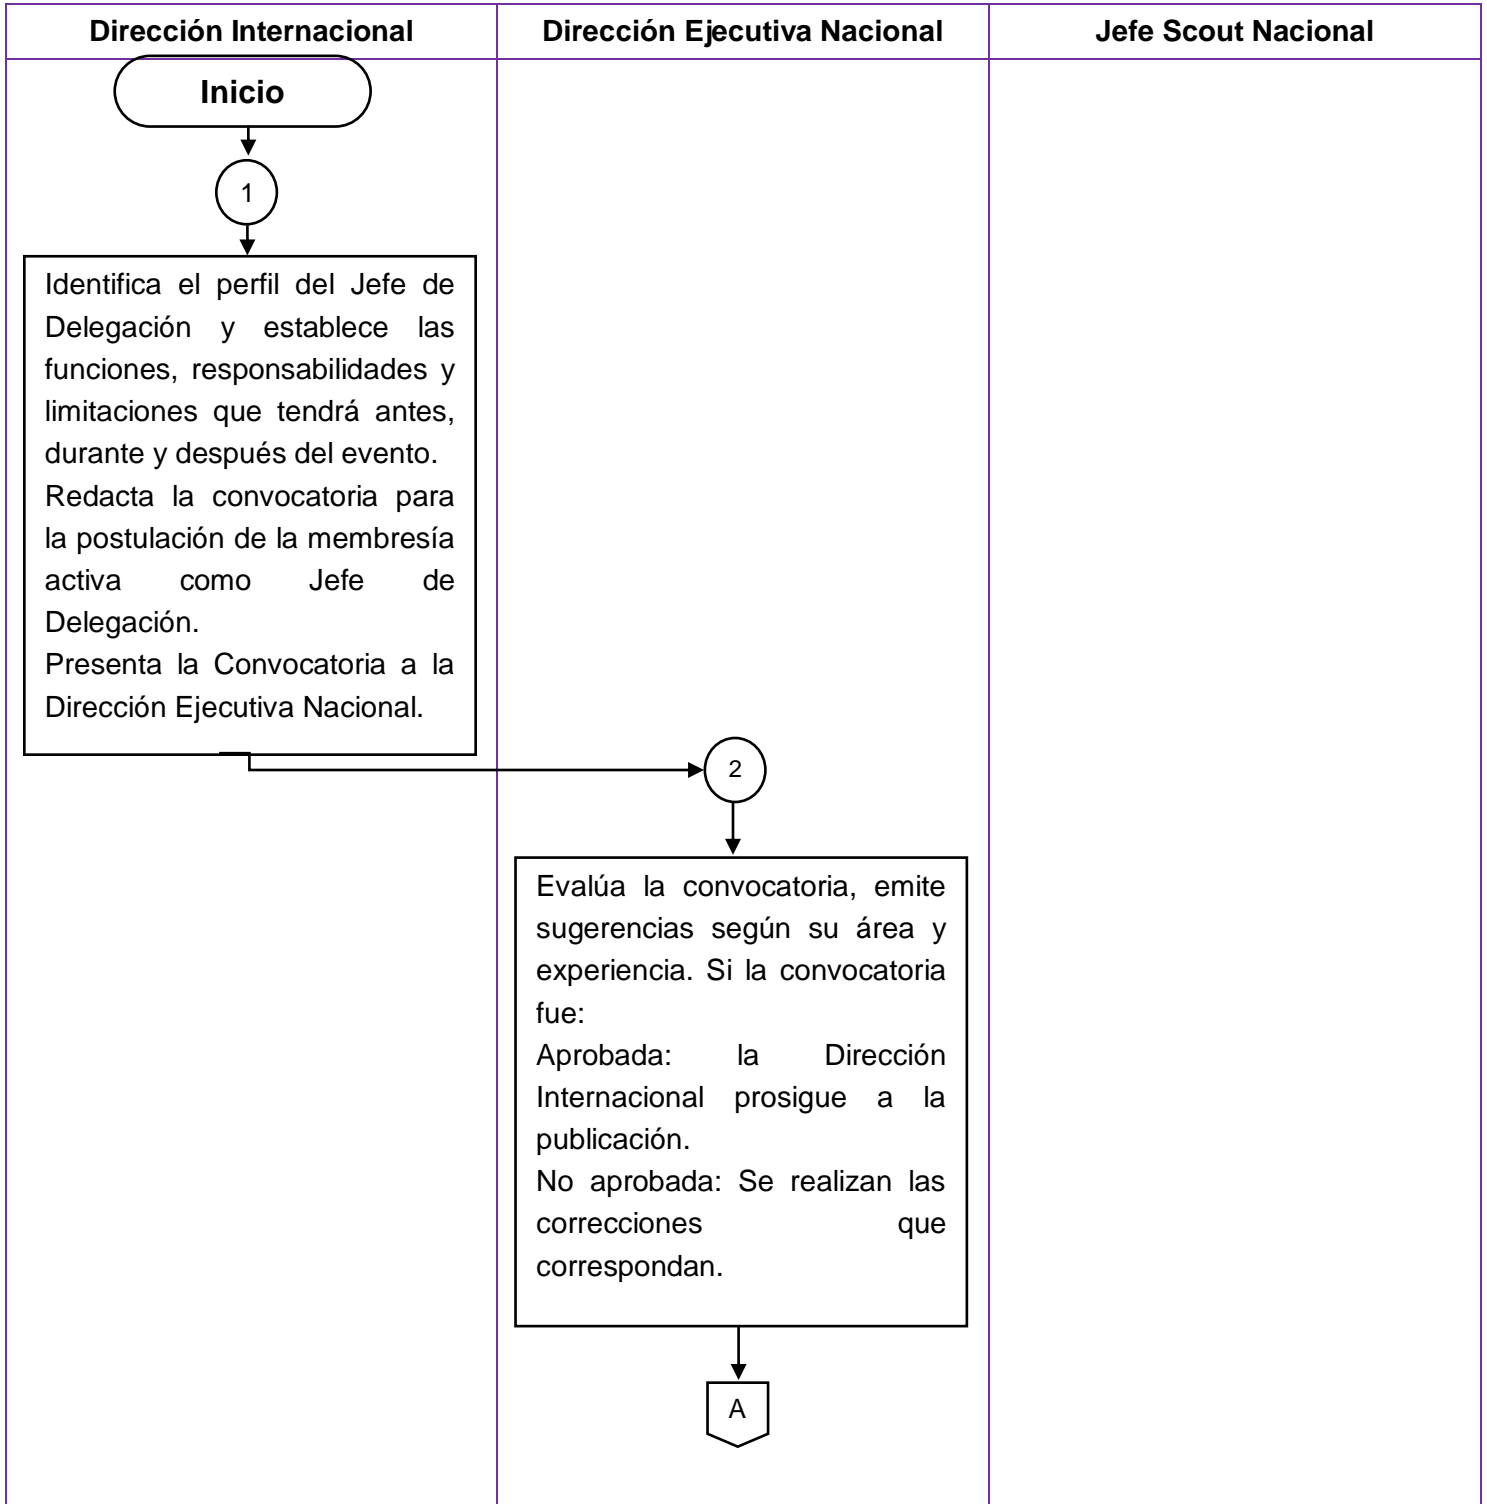 Dirección Internacional
Dirección Ejecutiva Nacional
Jefe Scout Nacional
Inicio
1
Identifica el perfil del Jefe de
Delegación y establece las
funciones, responsabilidades y
limitaciones que tendrá antes,
durante y después del evento.
Redacta la convocatoria para
la postulación de la membresía
activa como Jefe de
Delegación.
Presenta la Convocatoria a la
Dirección Ejecutiva Nacional.
2
Evalúa la convocatoria, emite
sugerencias según su área y
experiencia. Si la convocatoria
fue:
Aprobada: la Dirección
Internacional prosigue a la
publicación.
No aprobada: Se realizan las
correcciones que
correspondan.
A